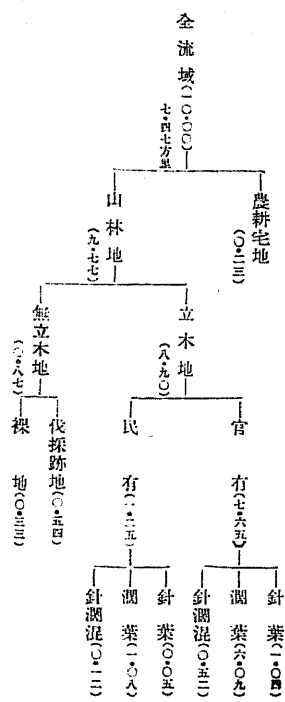 全流域(一〇・〇〇)
七・四七方里
農耕宅地
(〇・二三)
山林地
(九・七七)
立木地
(八・九〇)
無立木地
(〇・八七)
官有(七・六五)
民有(一・二五)
伐採跡地(〇・五四)
裸地(〇・三三)
針葉(一・〇四)
潤葉(六・〇九)
針潤混(〇・五二)
針葉(〇・〇五)
潤葉(一・〇八)
針潤混(〇・一二)